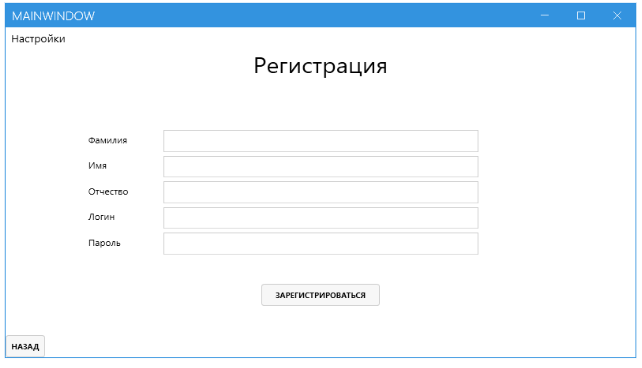 MAINWINDOW
Настройки
Регистрация
Фамилия
Имя
Отчество
Логин
Пароль
ЗАРЕГИСТРИРОВАТЬСЯ
НАЗАД